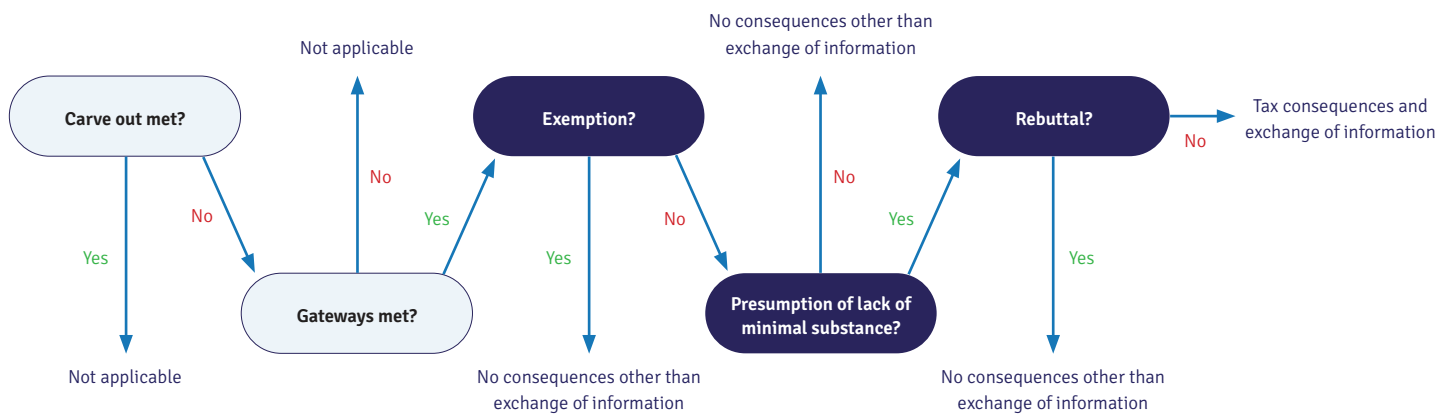 No consequences other than
exchange of information
Not applicable
Carve out met?
Exemption?
Rebuttal?
Tax consequences and
exchange of information
No
No
No
No
Yes
No
Yes
Yes
Yes
Yes
Gateways met?
Presumption of lack of
minimal substance?
Not applicable
No consequences other than
exchange of information
No consequences other than
exchange of information